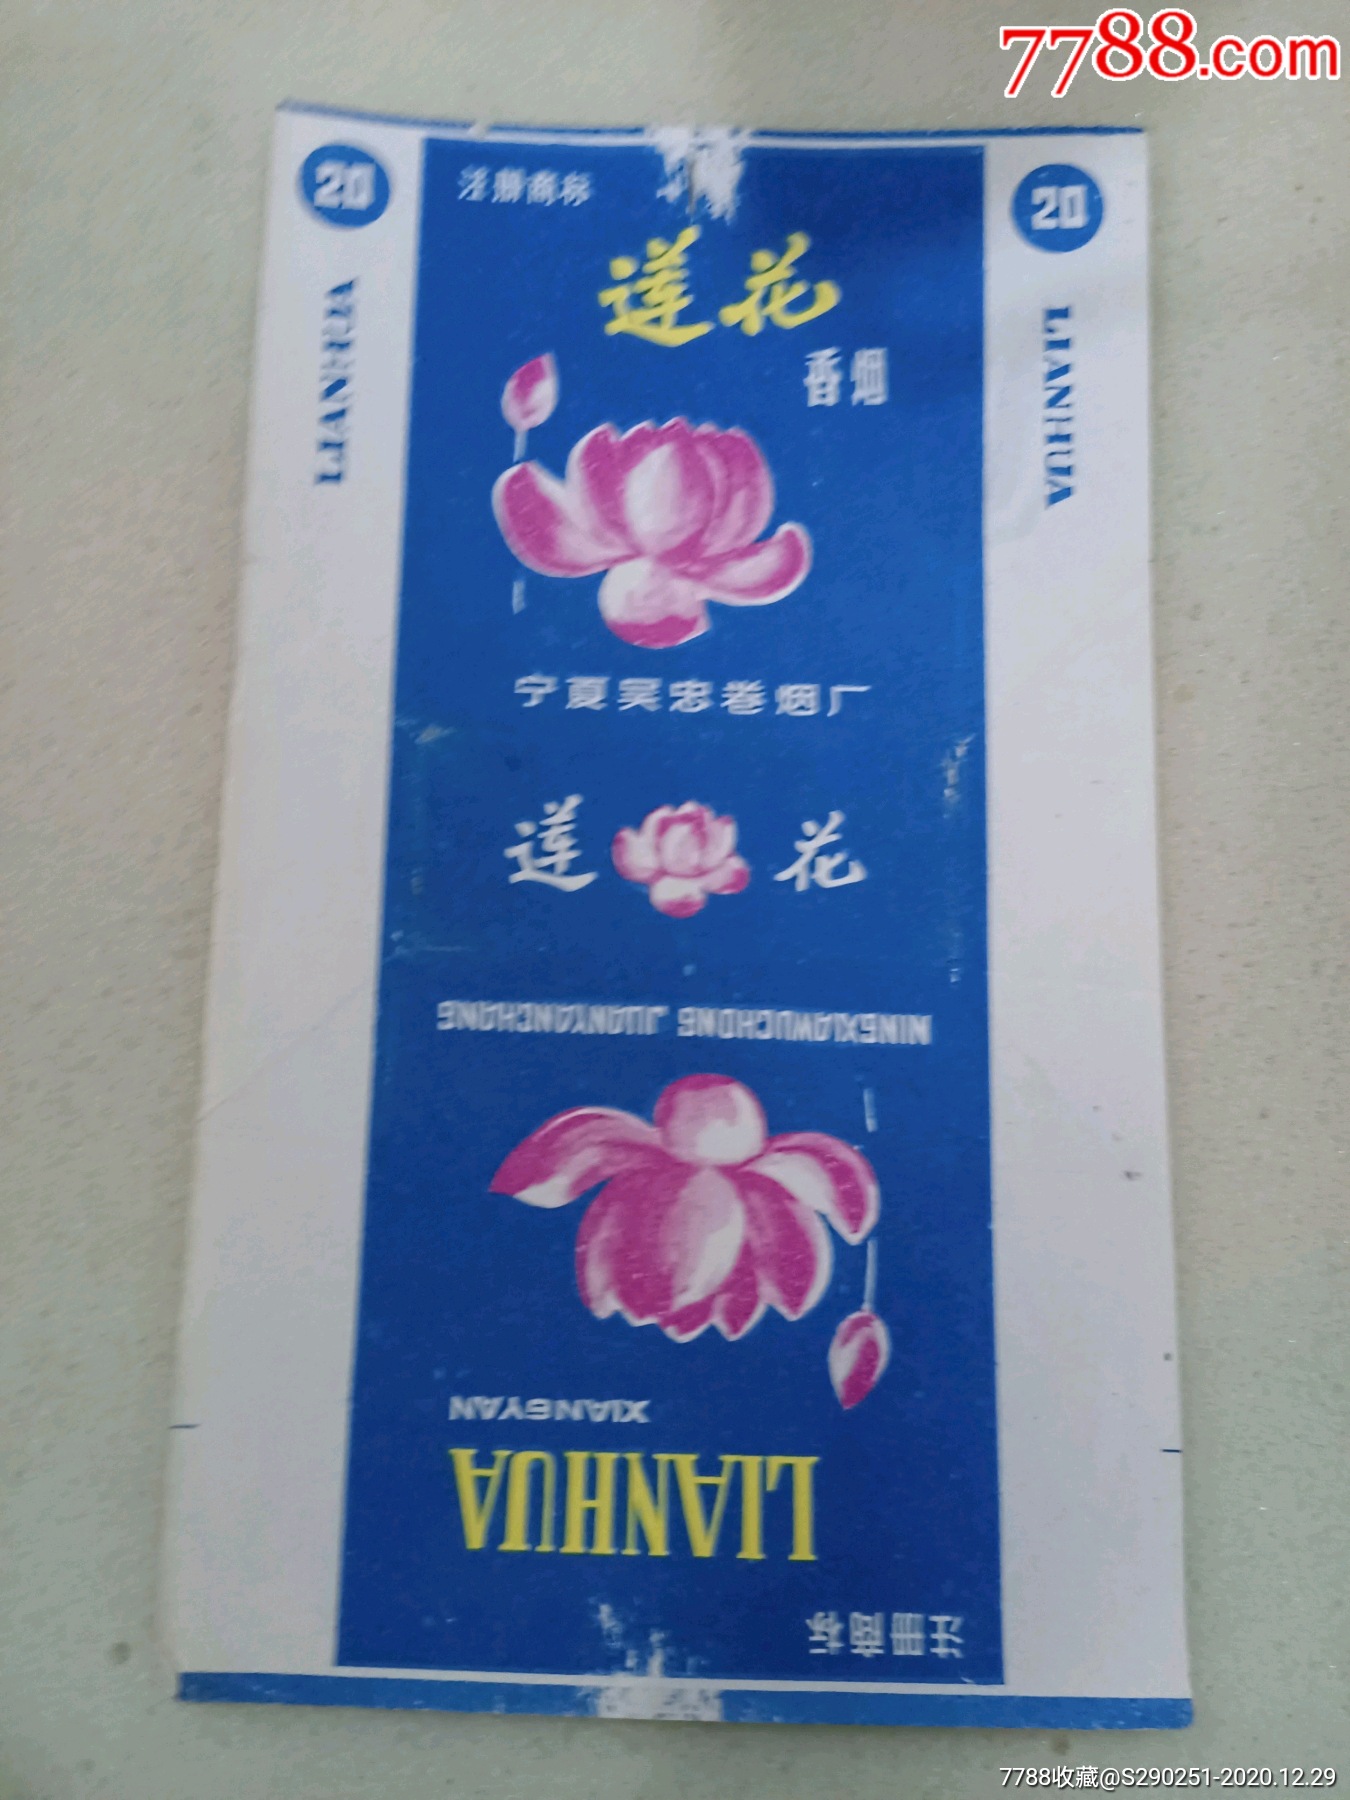 7788.com
20
20
注册商标
莲花
香烟
LIANHUA
LIANHUA
宁夏吴忠卷烟厂
莲 花
NINGXIAWUCHONG JUANYANCHANG
XIANGYAN
LIANHUA
注册商标
7788收藏@S290251-2020.12.29